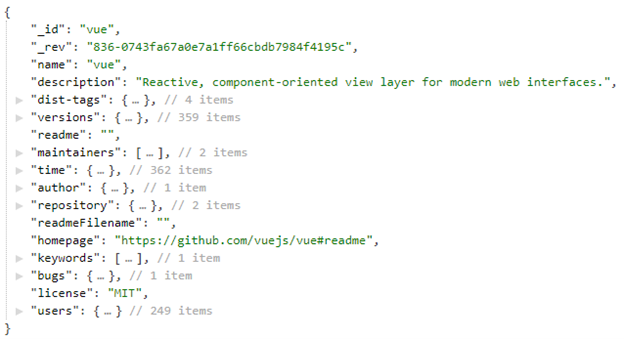 {
"_id": "vue",
"_rev": "836-0743fa67a0e7a1ff66cbdb7984f4195c",
"name": "vue",
"description": "Reactive, component-oriented view layer for modern web interfaces.",
"dist-tags": { … }, // 4 items
"versions": { … }, // 359 items
"readme": "",
"maintainers": [ … ], // 2 items
"time": { … }, // 362 items
"author": { … }, // 1 item
"repository": { … }, // 2 items
"readmeFilename": "",
"homepage": "https://github.com/vuejs/vue#readme",
"keywords": [ … ], // 1 item
"bugs": { … }, // 1 item
"license": "MIT",
"users": { … } // 249 items
}